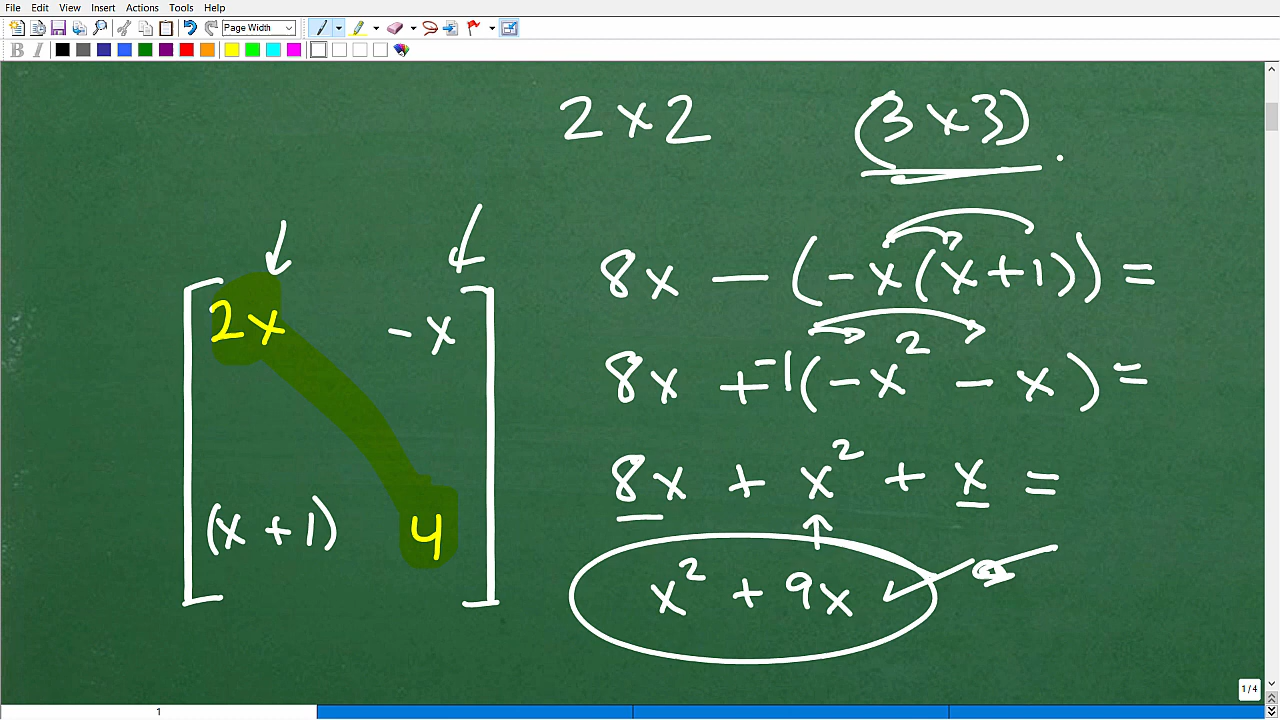 File Edit View Insert Actions Tools Help
Page Width
B I
2 x 2 (3 x 3)
2x -x
(x + 1) 4
8x - (-x(x+1)) =
8x + -1(-x² - x) =
8x + x² + x =
x² + 9x
1/4
1